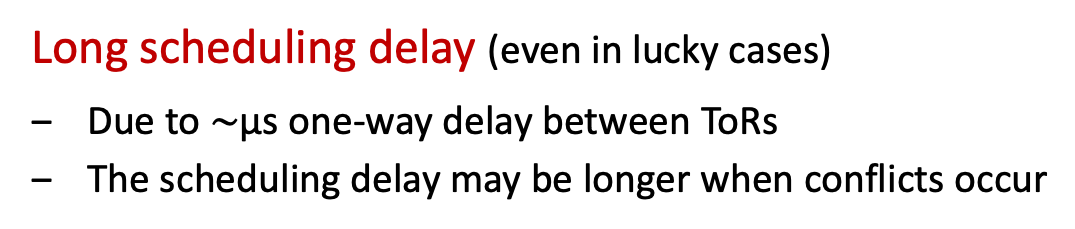 Long scheduling delay (even in lucky cases)
– Due to ~μs one-way delay between ToRs
– The scheduling delay may be longer when conflicts occur